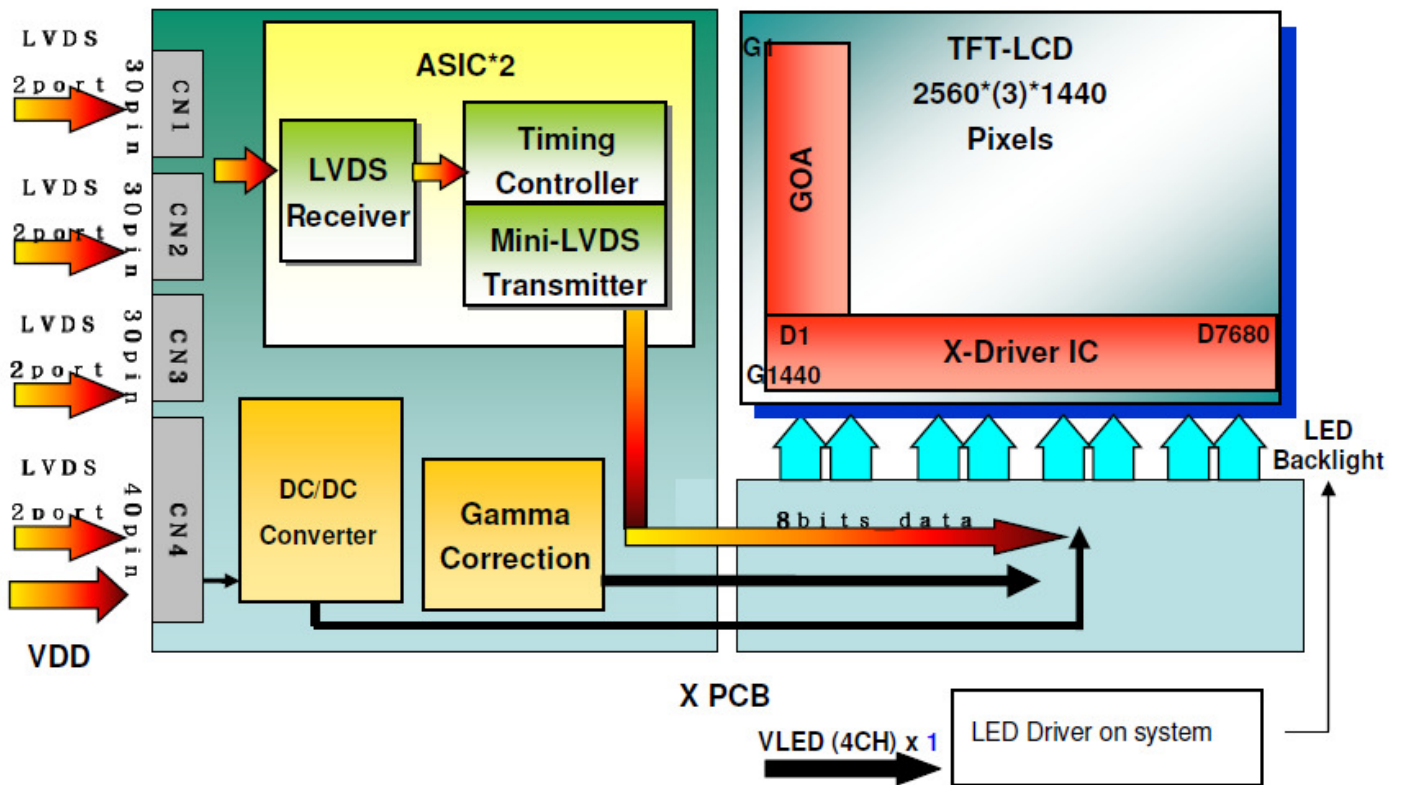 LVDS
2port
30pin
CN1
LVDS
2port
30pin
CN2
LVDS
2port
30pin
CN3
LVDS
2port
40pin
CN4
VDD
ASIC*2
LVDS
Receiver
Timing
Controller
Mini-LVDS
Transmitter
DC/DC
Converter
Gamma
Correction
G1
TFT-LCD
2560*(3)*1440
Pixels
GOA
D1
X-Driver IC
D7680
G1440
LED
Backlight
8bits_data
X PCB
VLED (4CH) x 1
LED Driver on system